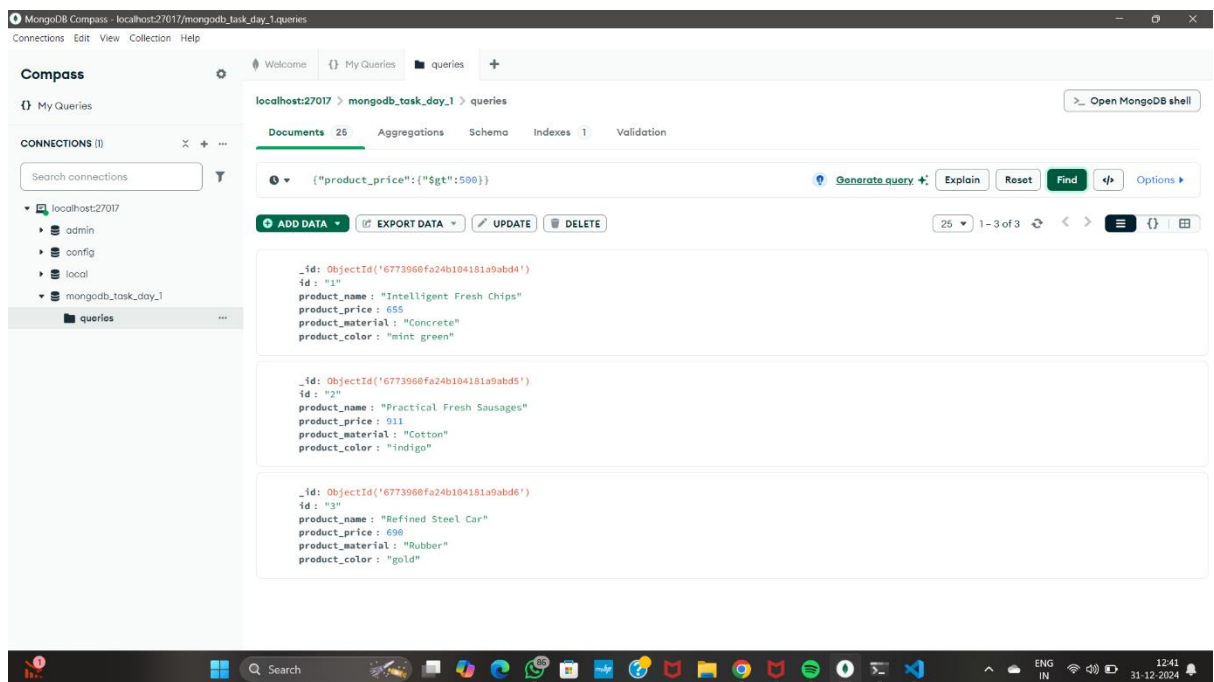 MongoDB Compass - localhost:27017/mongodb_task_day_1.queries
Connections Edit View Collection Help
Compass
{} My Queries
CONNECTIONS (1)
Search connections
localhost:27017
admin
config
local
mongodb_task_day_1
queries
Welcome {} My Queries queries
localhost:27017 > mongodb_task_day_1 > queries
>_ Open MongoDB shell
Documents 25 Aggregations Schema Indexes 1 Validation
{"product_price":{"$gt":500}}
Generate query Explain Reset Find </> Options
ADD DATA EXPORT DATA UPDATE DELETE
25 1 – 3 of 3 {}
_id: ObjectId('6773960fa24b104181a9abd4')
id : "1"
product_name : "Intelligent Fresh Chips"
product_price : 655
product_material : "Concrete"
product_color : "mint green"
_id: ObjectId('6773960fa24b104181a9abd5')
id : "2"
product_name : "Practical Fresh Sausages"
product_price : 911
product_material : "Cotton"
product_color : "indigo"
_id: ObjectId('6773960fa24b104181a9abd6')
id : "3"
product_name : "Refined Steel Car"
product_price : 690
product_material : "Rubber"
product_color : "gold"
1
Search
86
ENG
IN
12:41
31-12-2024